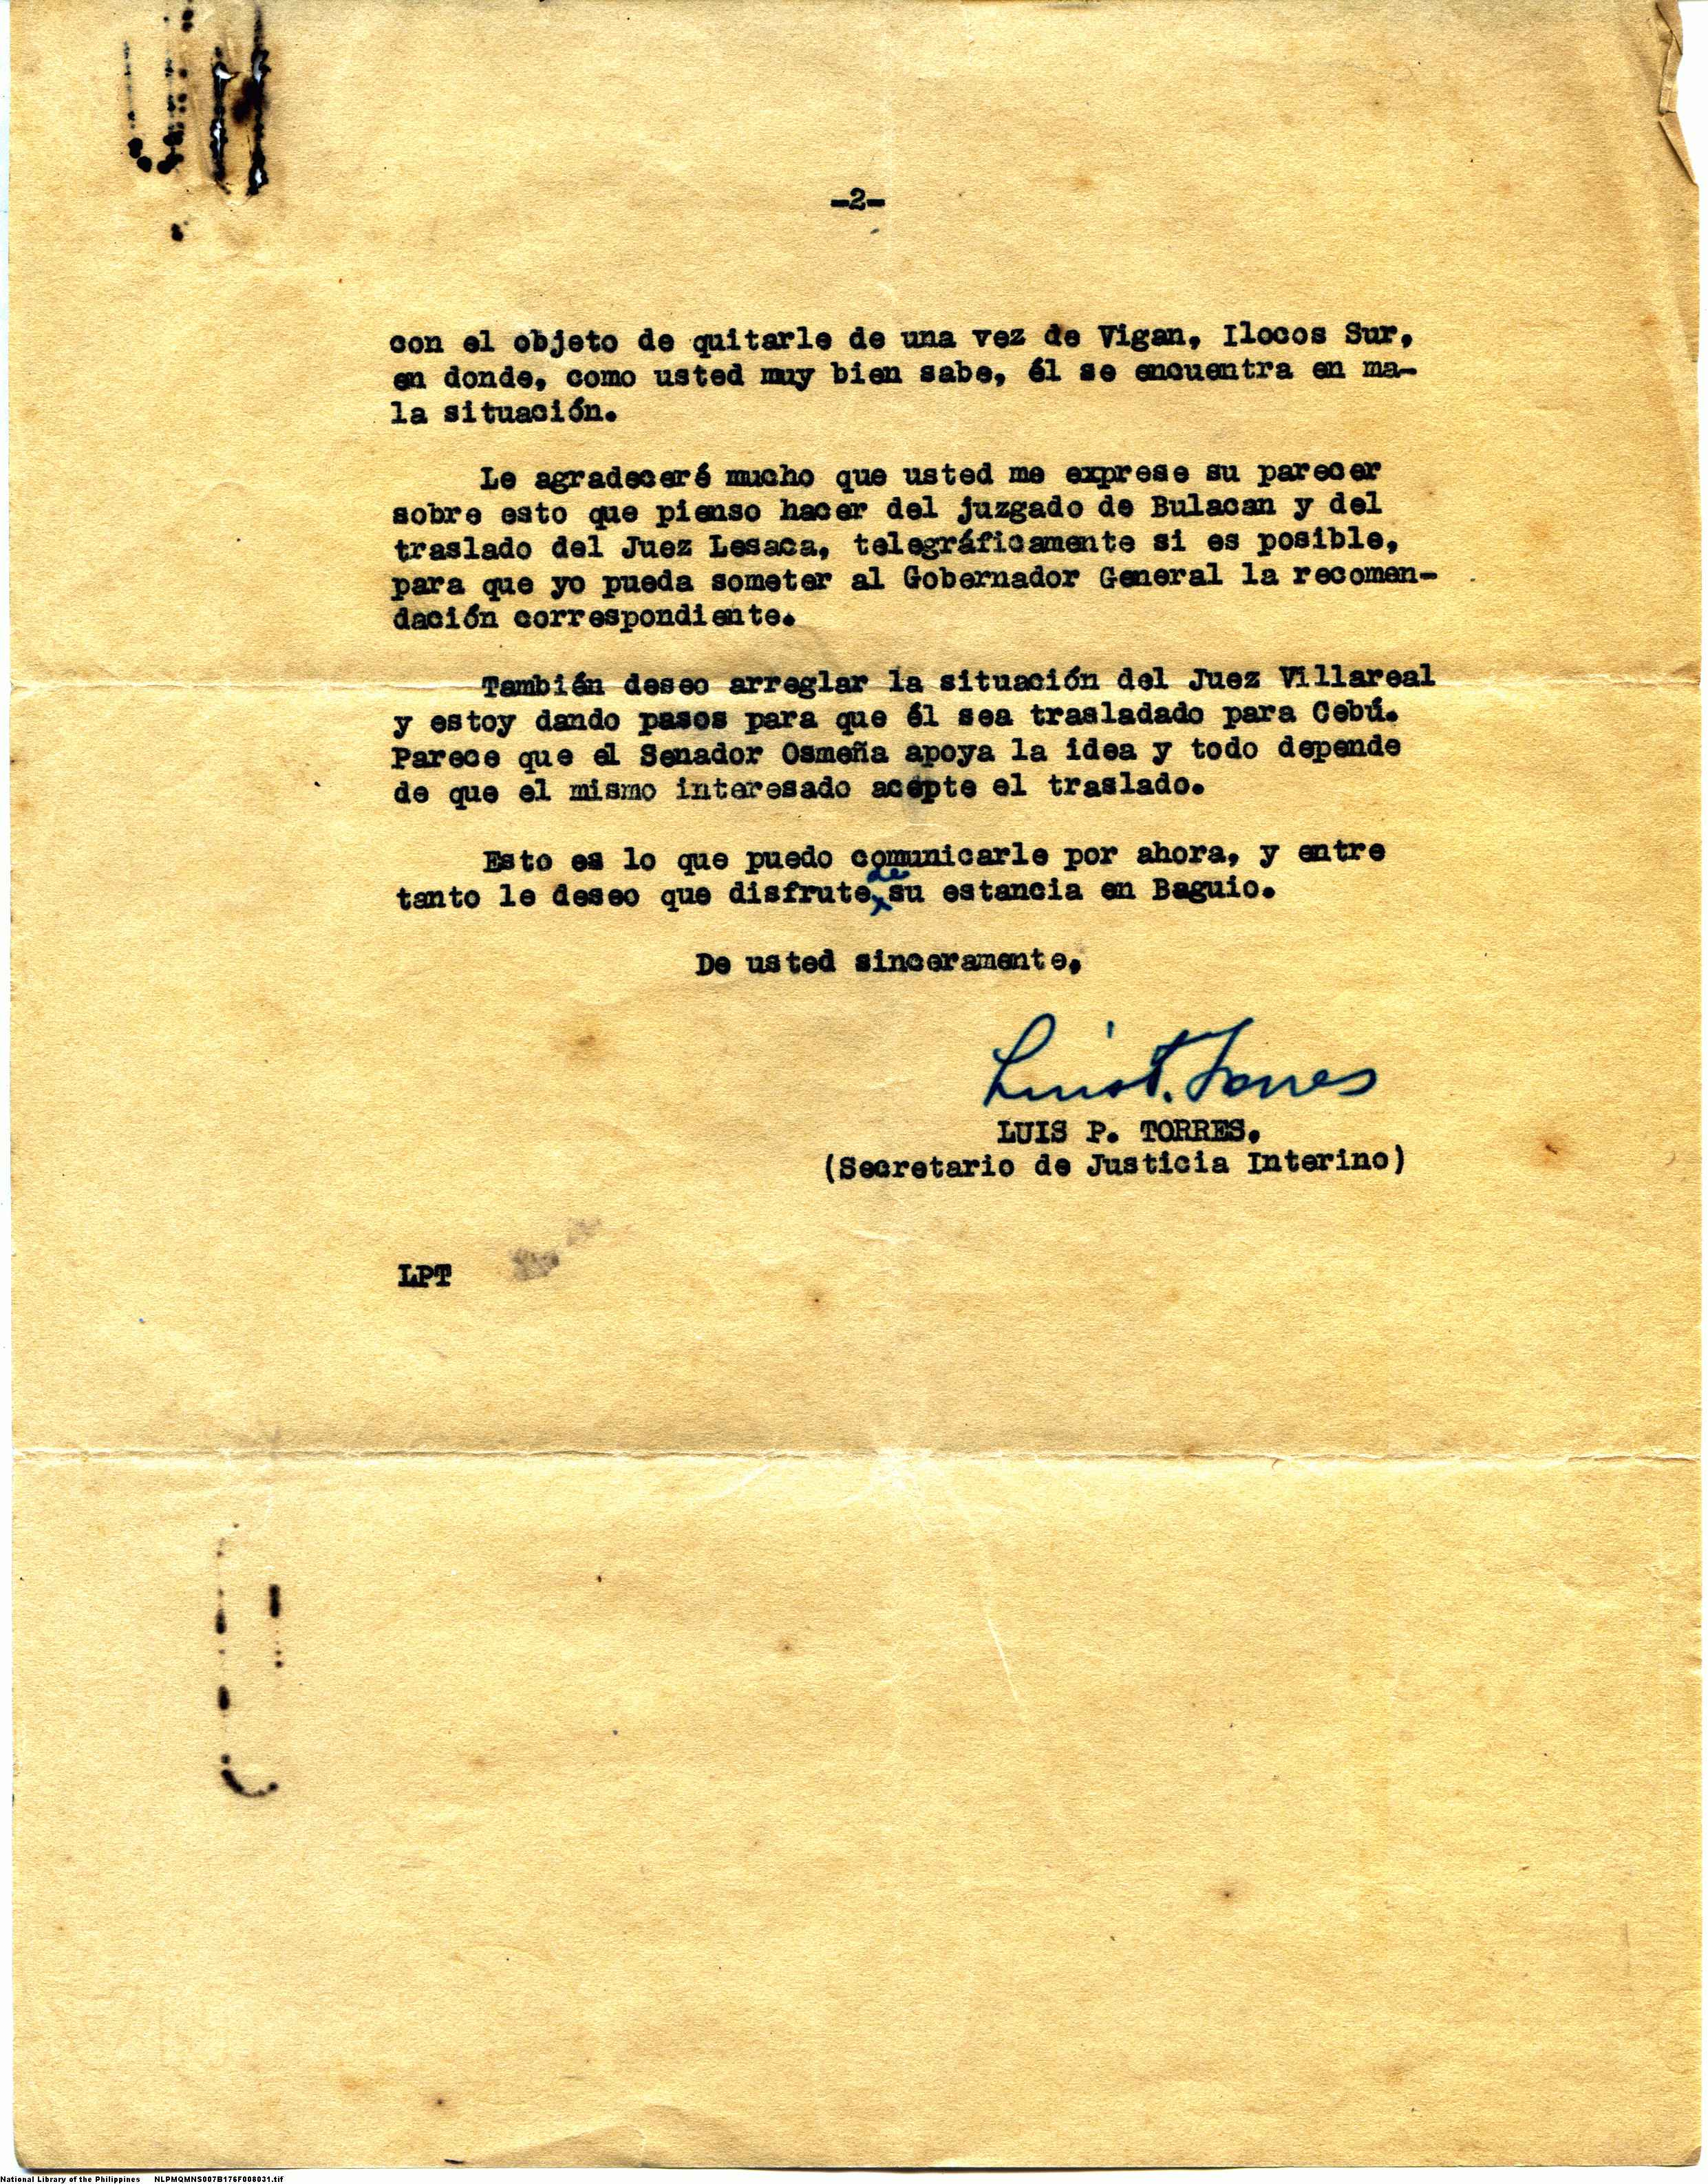 -2-
con el objeto de quitarle de una vez de Vigan, Ilocos Sur,
en donde, como usted muy bien sabe, él se encuentra en ma-
la situación.
Le agradeceré mucho que usted me exprese su parecer
sobre esto que pienso hacer del juzgado de Bulacan y del
traslado del Juez Lesaca, telegráficamente si es posible,
para que yo pueda someter al Gobernador General la recomen-
dación correspondiente.
También deseo arreglar la situación del Juez Villareal
y estoy dando pasos para que él sea trasladado para Cebú.
Parece que el Senador Osmeña apoya la idea y todo depende
de que el mismo interesado acepte el traslado.
Esto es lo que puedo comunicarle por ahora, y entre
tanto le deseo que disfrute de su estancia en Baguio.
De usted sinceramente,
Luis P. Torres
LUIS P. TORRES.
(Secretario de Justicia Interino)
LPT
National Library of the Philippines NLPMQMNS007B176F008031.tif